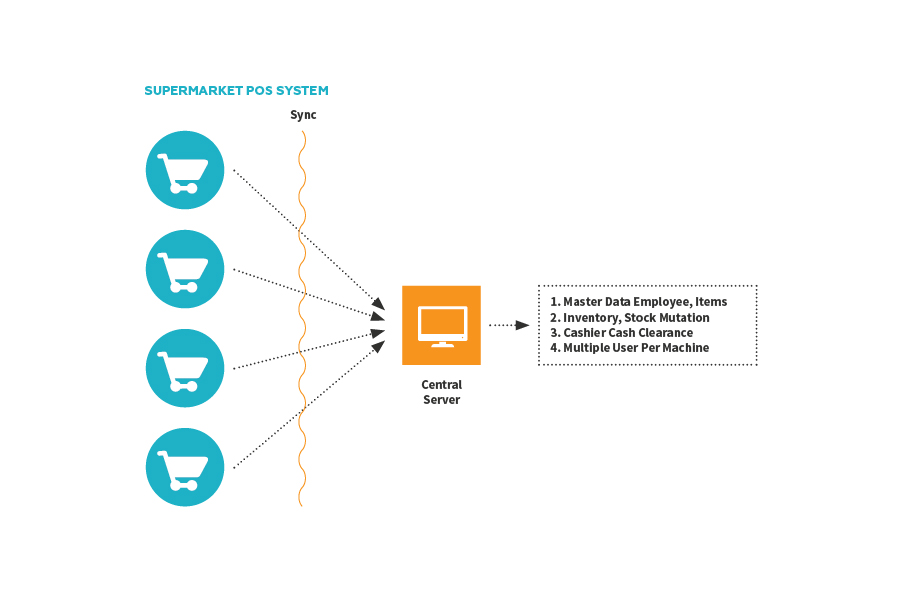 SUPERMARKET POS SYSTEM
Sync
1. Master Data Employee, Items
2. Inventory, Stock Mutation
3. Cashier Cash Clearance
4. Multiple User Per Machine
Central
Server